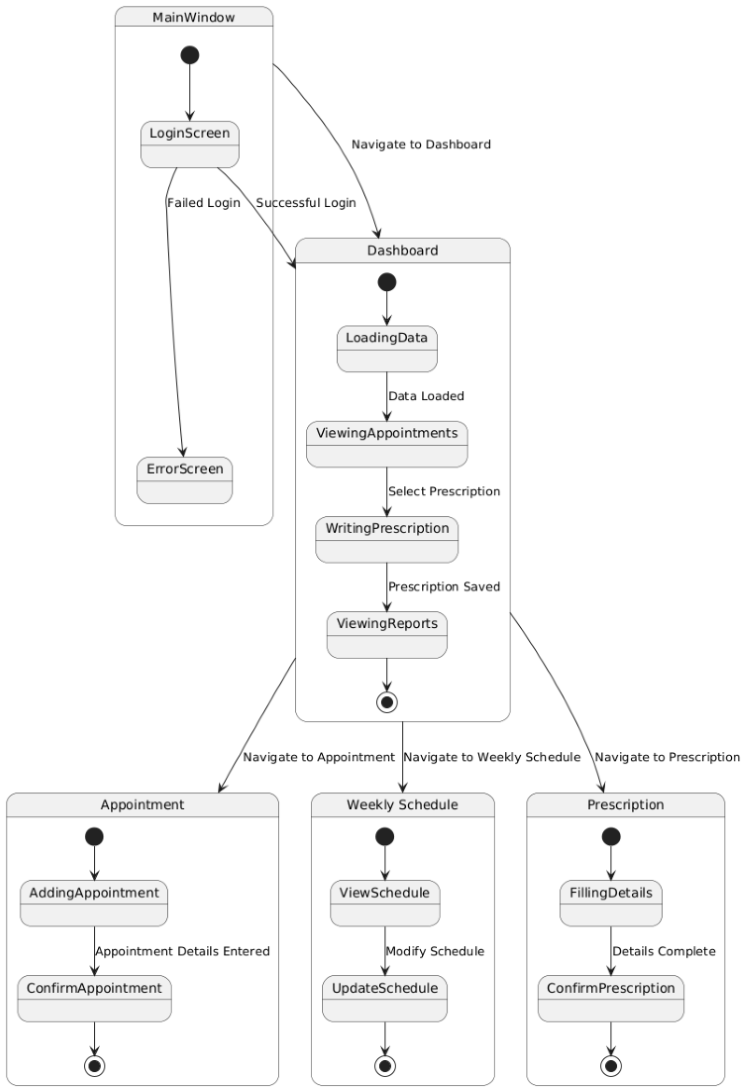 MainWindow
LoginScreen
Navigate to Dashboard
Failed Login
Successful Login
Dashboard
LoadingData
Data Loaded
ViewingAppointments
ErrorScreen
Select Prescription
WritingPrescription
Prescription Saved
ViewingReports
Navigate to Appointment
Navigate to Weekly Schedule
Navigate to Prescription
Appointment
Weekly Schedule
Prescription
AddingAppointment
ViewSchedule
FillingDetails
Appointment Details Entered
Modify Schedule
Details Complete
ConfirmAppointment
UpdateSchedule
ConfirmPrescription